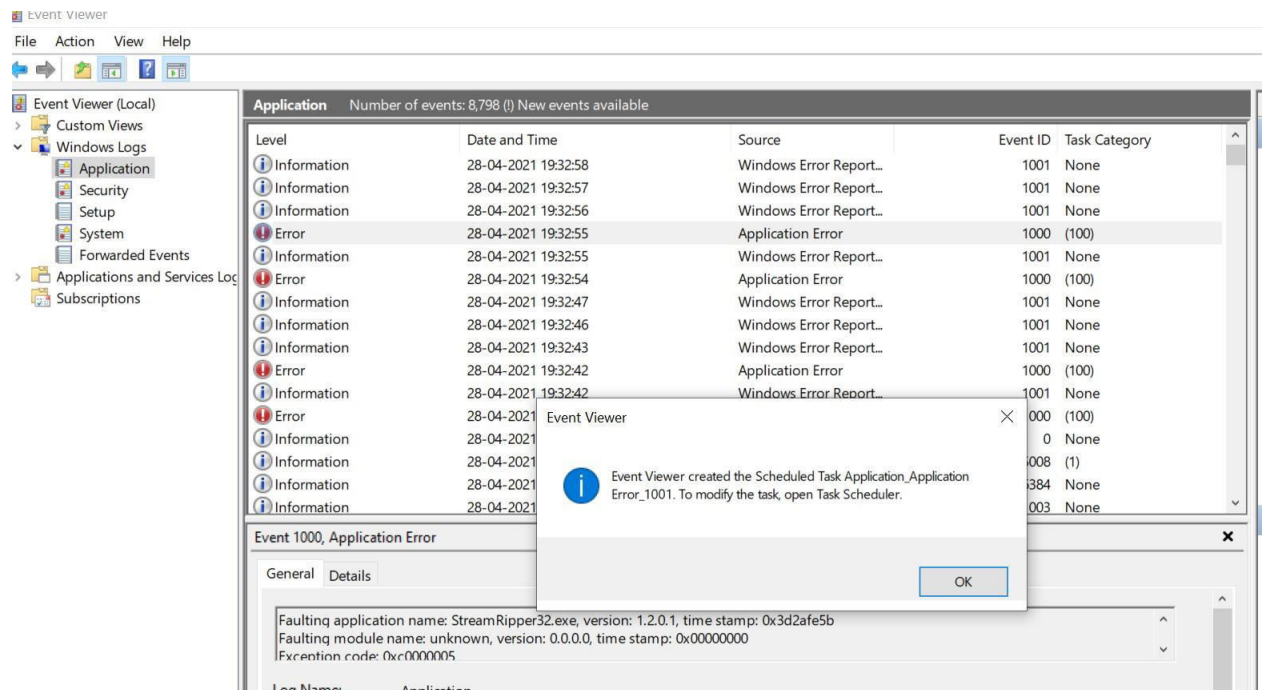 Event Viewer
File Action View Help
Event Viewer (Local)
Custom Views
Windows Logs
Application
Security
Setup
System
Forwarded Events
Applications and Services Log
Subscriptions
Application Number of events: 8,798 (!) New events available
Level Date and Time Source Event ID Task Category
Information 28-04-2021 19:32:58 Windows Error Report... 1001 None
Information 28-04-2021 19:32:57 Windows Error Report... 1001 None
Information 28-04-2021 19:32:56 Windows Error Report... 1001 None
Error 28-04-2021 19:32:55 Application Error 1000 (100)
Information 28-04-2021 19:32:55 Windows Error Report... 1001 None
Error 28-04-2021 19:32:54 Application Error 1000 (100)
Information 28-04-2021 19:32:47 Windows Error Report... 1001 None
Information 28-04-2021 19:32:46 Windows Error Report... 1001 None
Information 28-04-2021 19:32:43 Windows Error Report... 1001 None
Error 28-04-2021 19:32:42 Application Error 1000 (100)
Information 28-04-2021 19:32:42 Windows Error Report... 1001 None
Error 28-04-2021 000 (100)
Information 28-04-2021 0 None
Information 28-04-2021 008 (1)
Information 28-04-2021 384 None
Information 28-04-2021 003 None
Event Viewer
Event Viewer created the Scheduled Task Application_Application
Error_1001. To modify the task, open Task Scheduler.
OK
Event 1000, Application Error
General Details
Faulting application name: StreamRipper32.exe, version: 1.2.0.1, time stamp: 0x3d2afe5b
Faulting module name: unknown, version: 0.0.0.0, time stamp: 0x00000000
Exception code: 0xc0000005
Log Name: Application